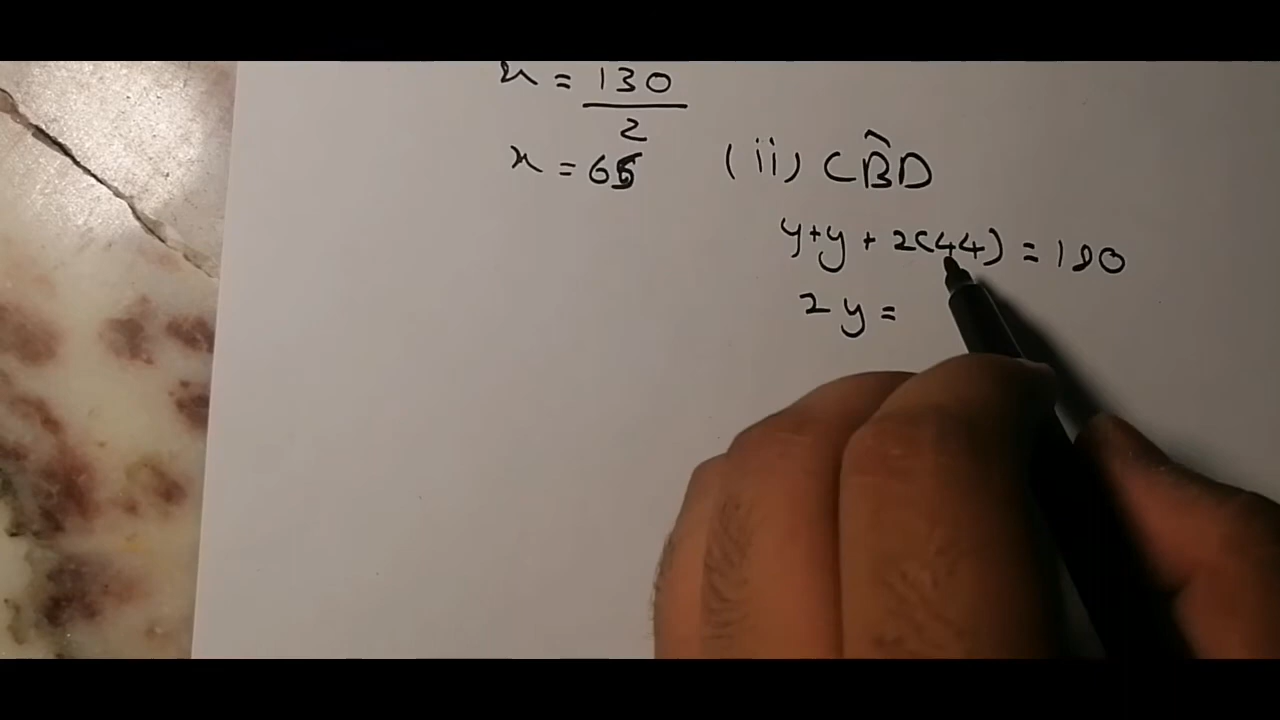 x = 130
2
x = 65
(ii) CB̂D
y+y + 2(44) = 180
2y =